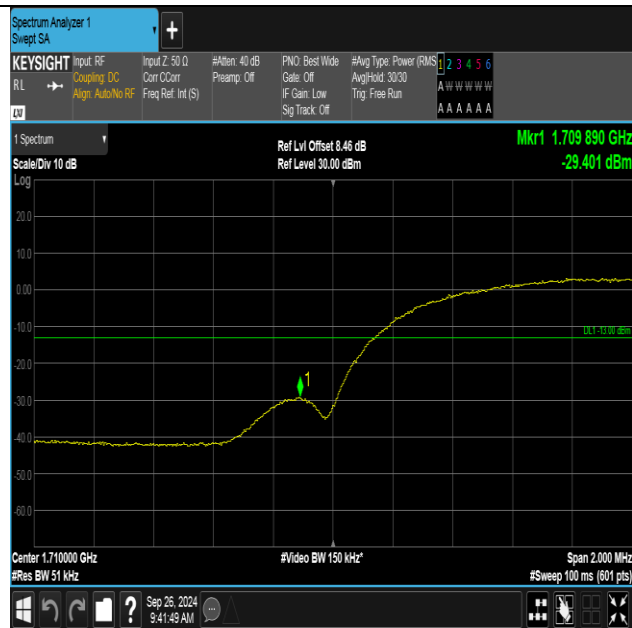 Spectrum Analyzer 1
Swept SA
+
KEYSIGHT
RL
LXI
Input: RF
Coupling: DC
Align: Auto/No RF
Input Z: 50 Ω
Corr CCorr
Freq Ref: Int (S)
#Atten: 40 dB
Preamp: Off
PNO: Best Wide
Gate: Off
IF Gain: Low
Sig Track: Off
#Avg Type: Power (RMS
Avg|Hold: 30/30
Trig: Free Run
1 2 3 4 5 6
A W W W W W
A A A A A A
1 Spectrum
Scale/Div 10 dB
Log
Ref Lvl Offset 8.46 dB
Ref Level 30.00 dBm
Mkr1 1.709 890 GHz
-29.401 dBm
20.0
10.0
0.00
-10.0
DL1 -13.00 dBm
-20.0
1
-30.0
-40.0
-50.0
-60.0
Center 1.710000 GHz
#Video BW 150 kHz*
Span 2.000 MHz
#Res BW 51 kHz
#Sweep 100 ms (601 pts)
?
Sep 26, 2024
9:41:49 AM